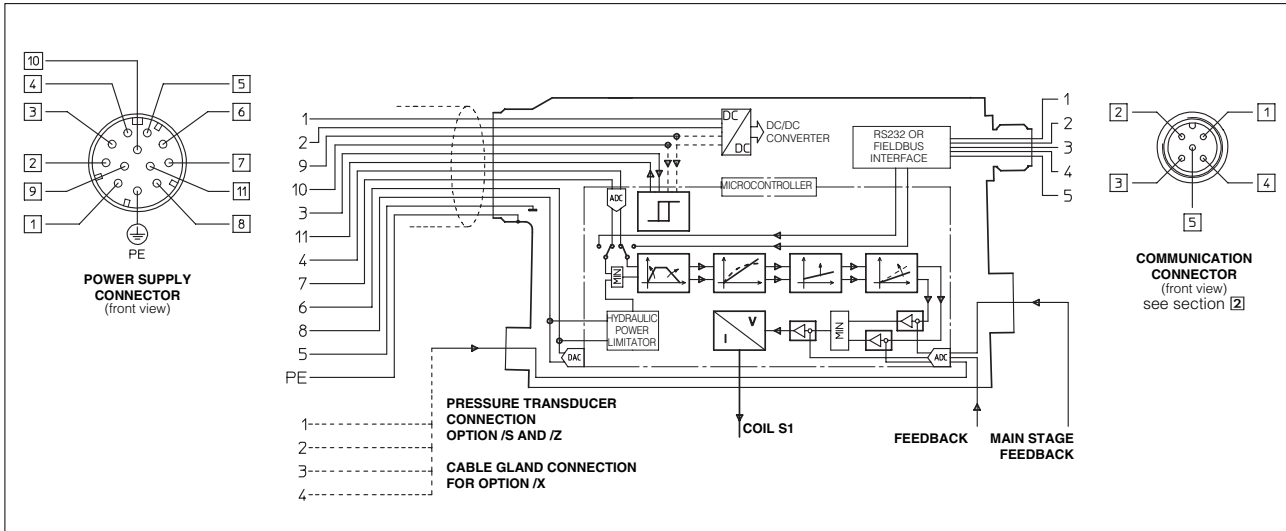 10
4
5
3
6
2
7
9
11
1
8
PE
POWER SUPPLY
CONNECTOR
(front view)
1
2
9
10
3
11
4
7
6
8
5
PE
1
2
3
4
DC
DC
DC/DC
CONVERTER
RS232 OR
FIELDBUS
INTERFACE
MICROCONTROLLER
ADC
MIN
HYDRAULIC
POWER
LIMITATOR
V
I
MIN
DAC
ADC
PRESSURE TRANSDUCER
CONNECTION
OPTION /S AND /Z
CABLE GLAND CONNECTION
FOR OPTION /X
COIL S1
FEEDBACK
MAIN STAGE
FEEDBACK
1
2
3
4
5
2
1
3
4
5
COMMUNICATION
CONNECTOR
(front view)
see section 2